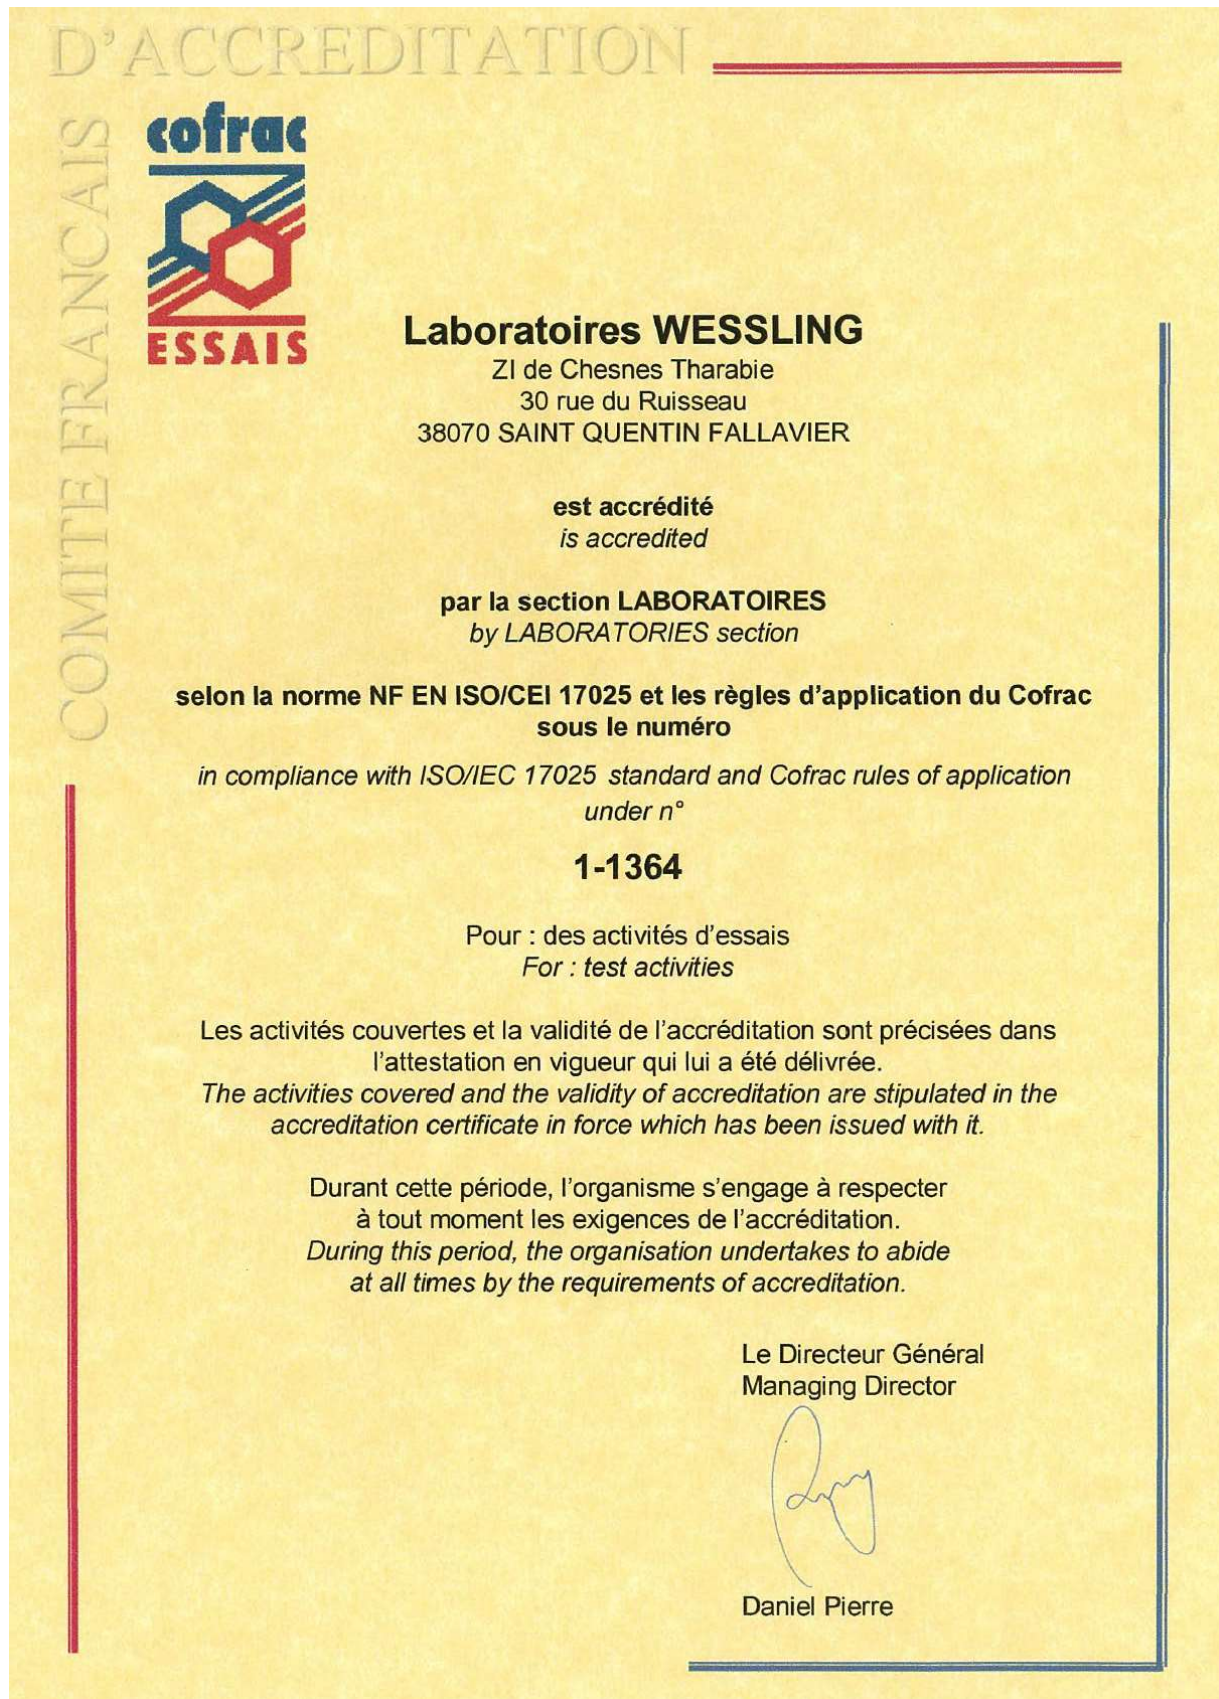 D'ACCREDITATION
COMITE FRANCAIS
cofrac
ESSAIS
Laboratoires WESSLING
ZI de Chesnes Tharabie
30 rue du Ruisseau
38070 SAINT QUENTIN FALLAVIER
est accrédité
is accredited
par la section LABORATOIRES
by LABORATORIES section
selon la norme NF EN ISO/CEI 17025 et les règles d'application du Cofrac
sous le numéro
in compliance with ISO/IEC 17025 standard and Cofrac rules of application
under n°
1-1364
Pour : des activités d'essais
For : test activities
Les activités couvertes et la validité de l'accréditation sont précisées dans
l'attestation en vigueur qui lui a été délivrée.
The activities covered and the validity of accreditation are stipulated in the
accreditation certificate in force which has been issued with it.
Durant cette période, l'organisme s'engage à respecter
à tout moment les exigences de l'accréditation.
During this period, the organisation undertakes to abide
at all times by the requirements of accreditation.
Le Directeur Général
Managing Director
Daniel Pierre